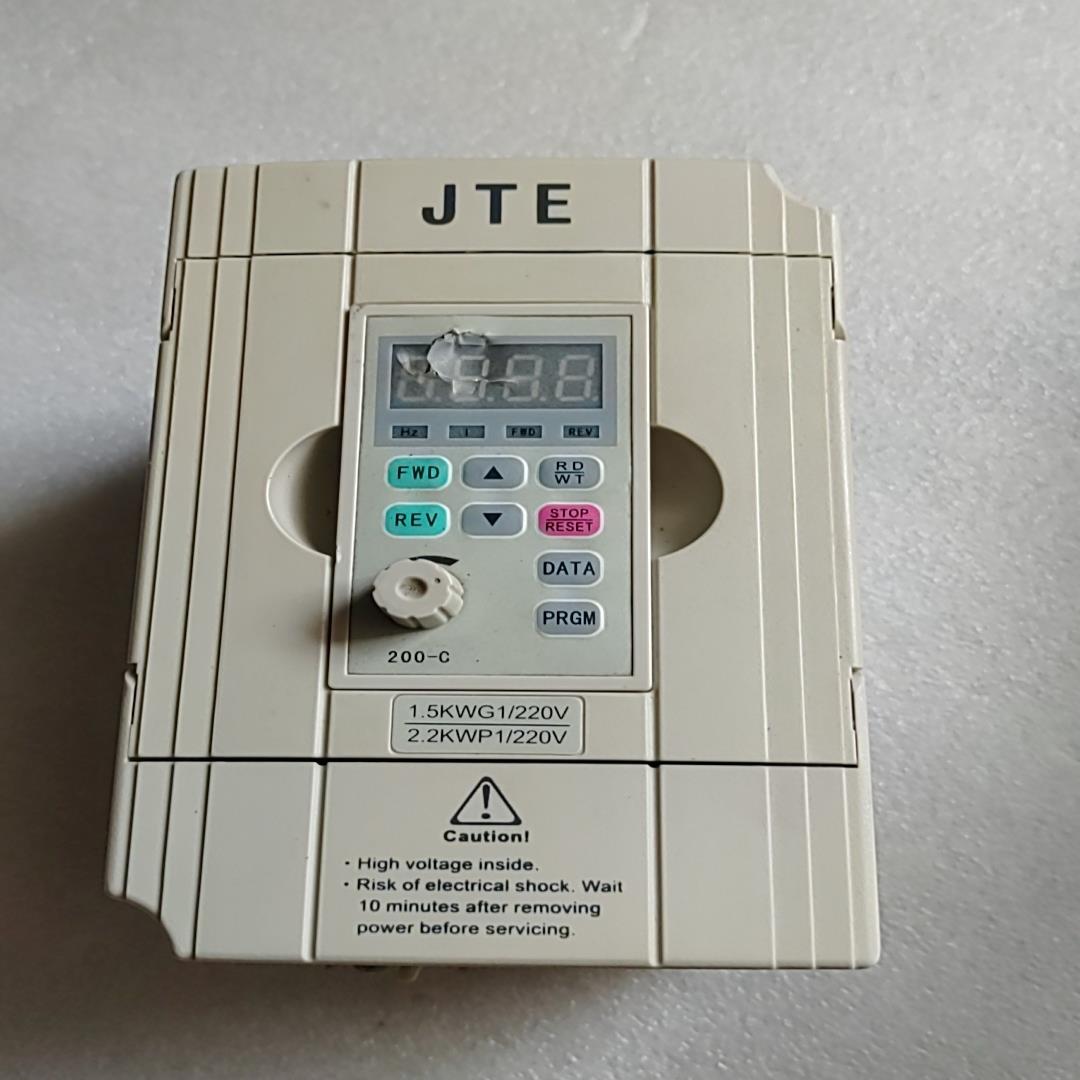 JTE
Hz I FWD REV
FWD ▲ RD
WT
REV ▼ STOP
RESET
DATA
PRGM
200-C
1.5KWG1/220V
2.2KWP1/220V
Caution!
· High voltage inside.
· Risk of electrical shock. Wait
10 minutes after removing
power before servicing.